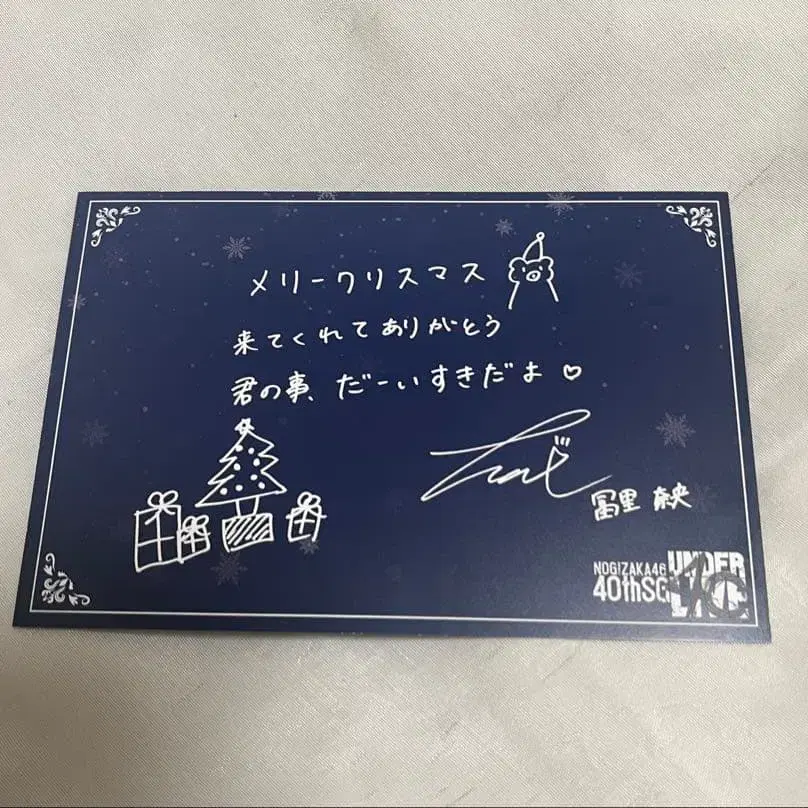 メリークリスマス
来てくれてありがとう
君の事、だーいすきだよ♡
冨里 奈央
NOGIZAKA46
40thSG
UNDER
LIVE